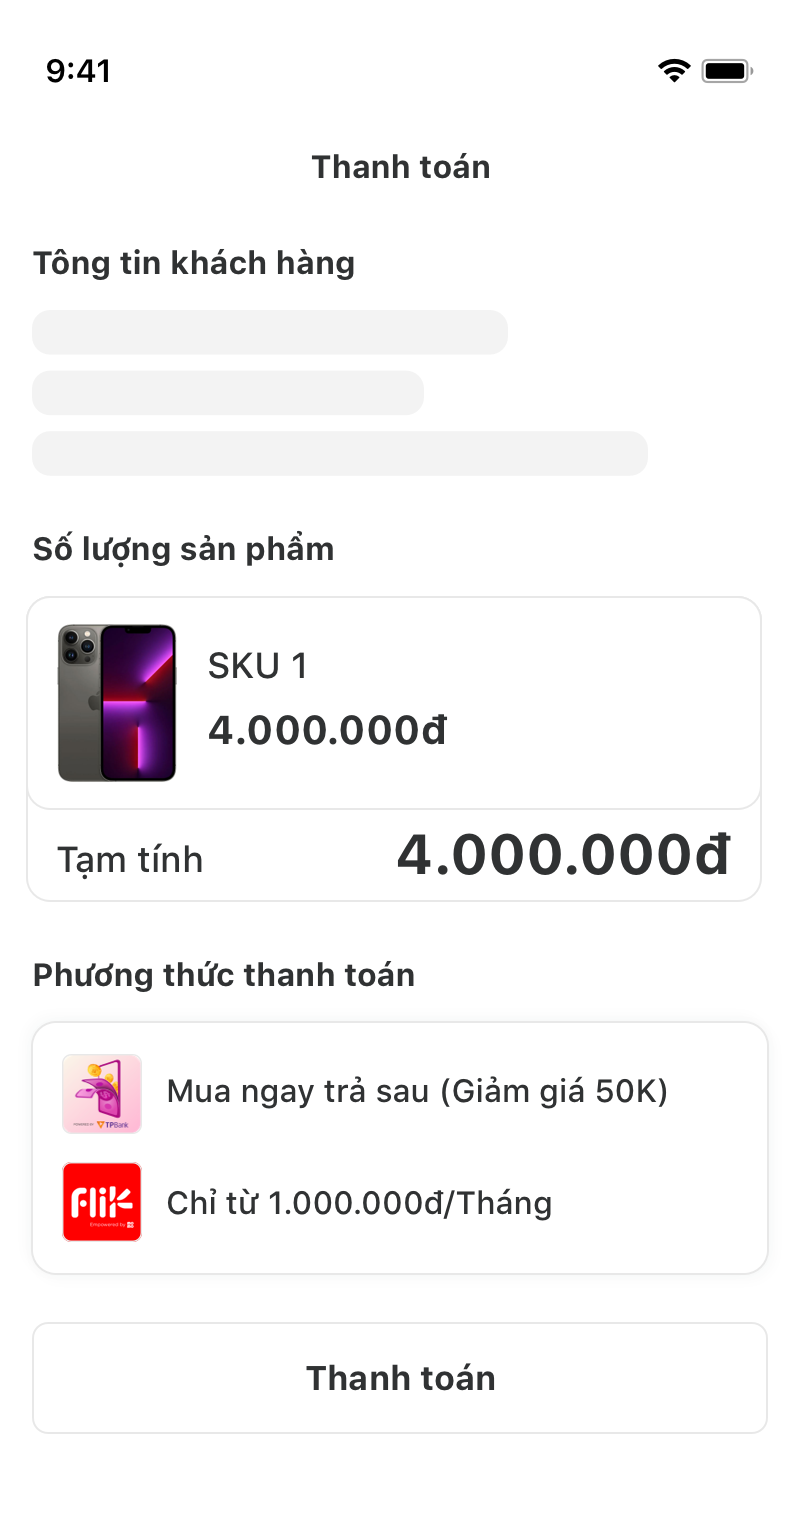 9:41
Thanh toán
Tông tin khách hàng
Số lượng sản phẩm
SKU 1
4.000.000đ
Tạm tính 4.000.000đ
Phương thức thanh toán
POWERED BY TPBank
Mua ngay trả sau (Giảm giá 50K)
Flik
Empowered by
Chỉ từ 1.000.000đ/Tháng
Thanh toán